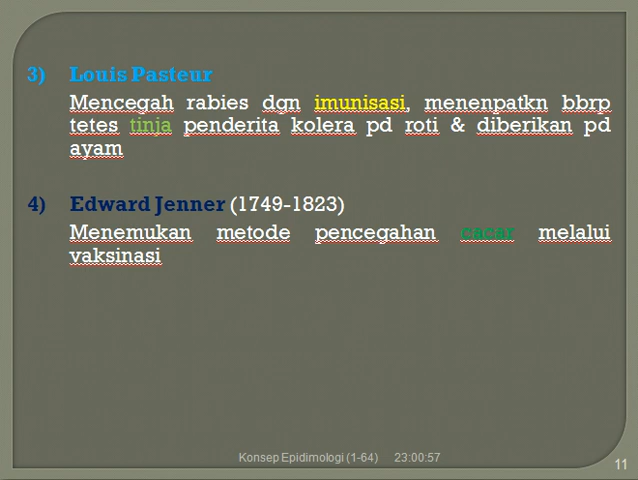 3) Louis Pasteur
Mencegah rabies dgn imunisasi, menenpatkn bbrp
tetes tinja penderita kolera pd roti & diberikan pd
ayam
4) Edward Jenner (1749-1823)
Menemukan metode pencegahan cacar melalui
vaksinasi
Konsep Epidimologi (1-64) 23:00:57
11